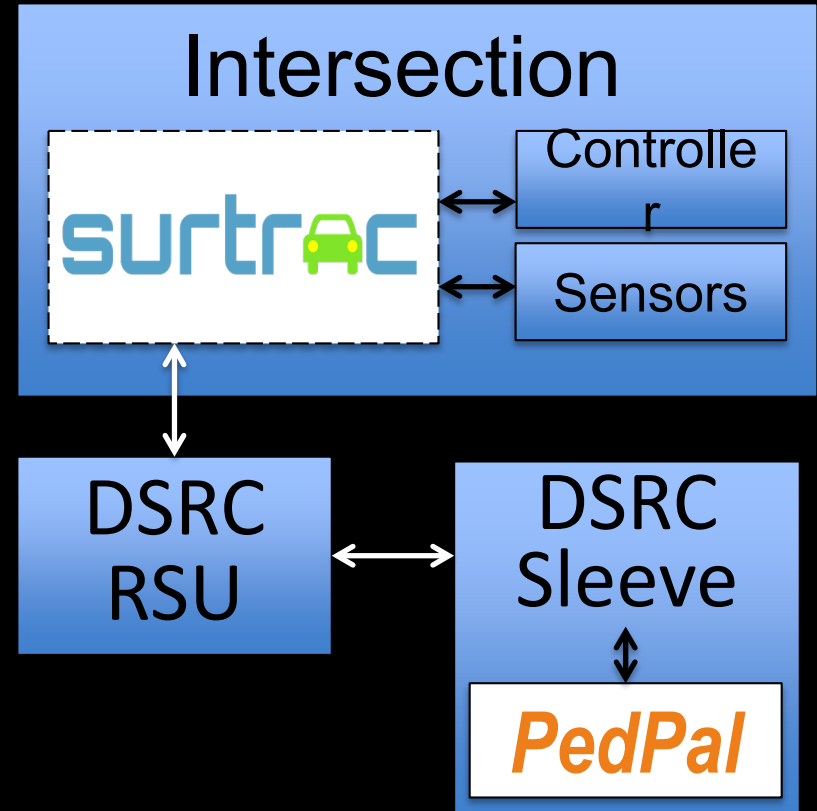 Intersection
surtrac
Controlle
r
Sensors
DSRC
RSU
DSRC
Sleeve
PedPal